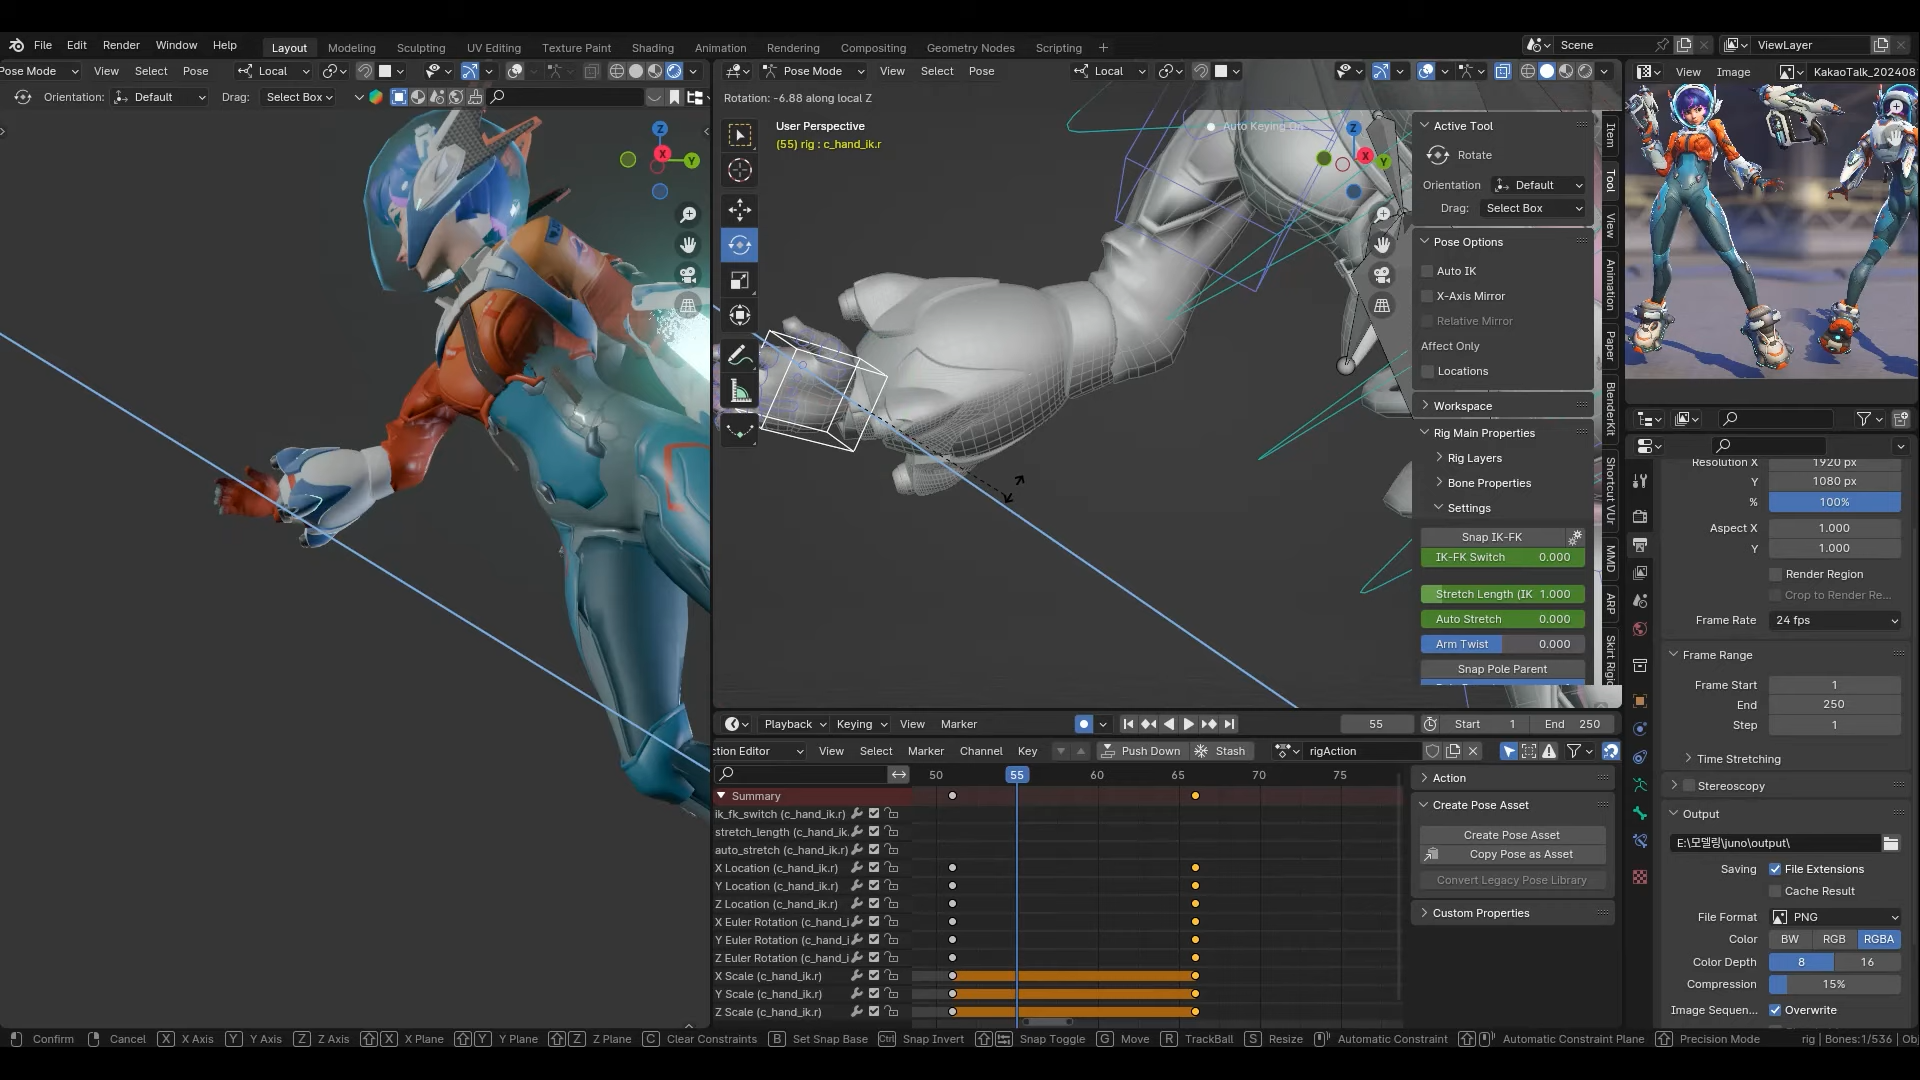 File Edit Render Window Help Layout Modeling Sculpting UV Editing Texture Paint Shading Animation Rendering Compositing Geometry Nodes Scripting Scene ViewLayer
Pose Mode View Select Pose Local
Pose Mode View Select Pose Local
View Image KakaoTalk_202408
Orientation: Default Drag: Select Box
Rotation: -6.88 along local Z
User Perspective
(55) rig : c_hand_ik.r
Auto Keying On
Z
X
Y
Z
X
Y
Active Tool
Rotate
Orientation Default
Drag: Select Box
Pose Options
Auto IK
X-Axis Mirror
Relative Mirror
Affect Only
Locations
Workspace
Rig Main Properties
Rig Layers
Bone Properties
Settings
Snap IK-FK
IK-FK Switch 0.000
Stretch Length (IK 1.000
Auto Stretch 0.000
Arm Twist 0.000
Snap Pole Parent
Item
Tool
View
Animation
Paper
BlenderKit
Shortcut VUr
MMD
ARP
Skirt Rigi
Resolution X 1920 px
Y 1080 px
% 100%
Aspect X 1.000
Y 1.000
Render Region
Crop to Render Re...
Frame Rate 24 fps
Frame Range
Frame Start 1
End 250
Step 1
Time Stretching
Stereoscopy
Output
E:\모델링\juno\output\
Saving File Extensions
Cache Result
File Format PNG
Color BW RGB RGBA
Color Depth 8 16
Compression 15%
Image Sequen... Overwrite
Playback Keying View Marker 55 Start 1 End 250
ction Editor View Select Marker Channel Key Push Down Stash rigAction
50 55 60 65 70 75
Summary
ik_fk_switch (c_hand_ik.r)
stretch_length (c_hand_ik.
auto_stretch (c_hand_ik.r)
X Location (c_hand_ik.r)
Y Location (c_hand_ik.r)
Z Location (c_hand_ik.r)
X Euler Rotation (c_hand_i
Y Euler Rotation (c_hand_i
Z Euler Rotation (c_hand_i
X Scale (c_hand_ik.r)
Y Scale (c_hand_ik.r)
Z Scale (c_hand_ik.r)
Action
Create Pose Asset
Create Pose Asset
Copy Pose as Asset
Convert Legacy Pose Library
Custom Properties
Confirm Cancel X X Axis Y Y Axis Z Z Axis X X Plane Y Y Plane Z Z Plane C Clear Constraints B Set Snap Base Ctrl Snap Invert Snap Toggle G Move R TrackBall S Resize Automatic Constraint Automatic Constraint Plane Precision Mode rig | Bones:1/536 | Ob